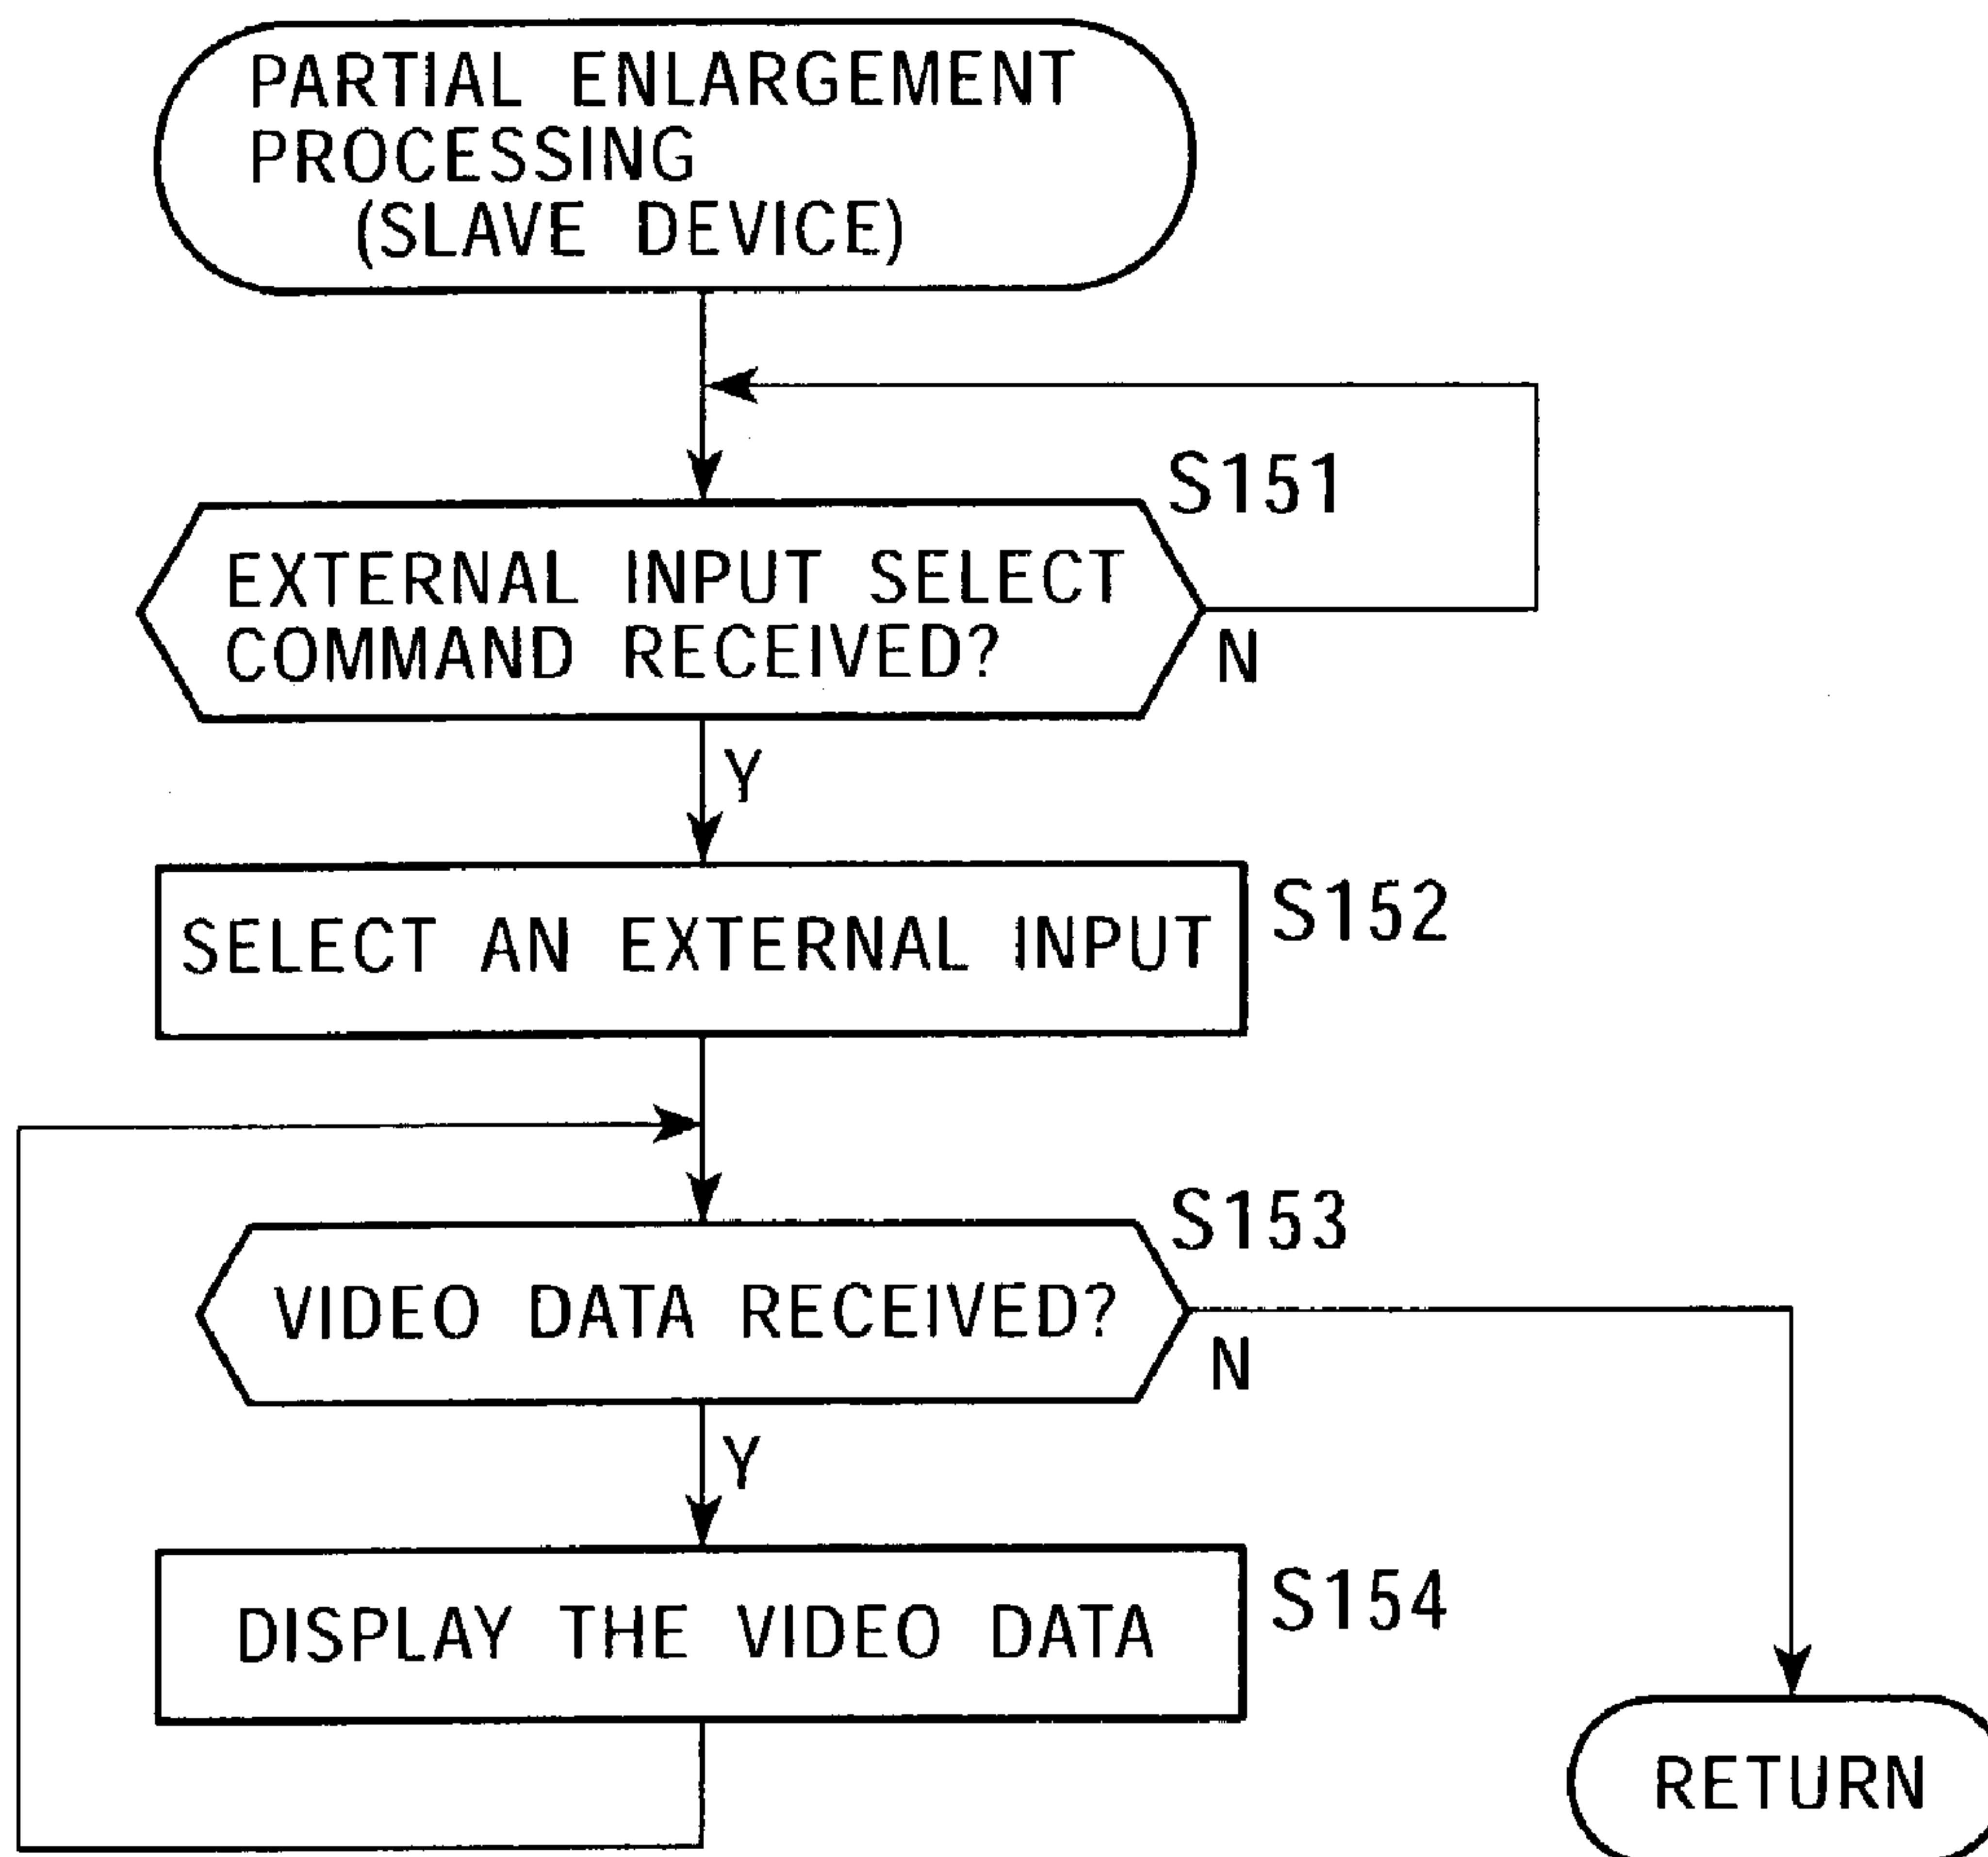 PARTIAL ENLARGEMENT
PROCESSING
(SLAVE DEVICE)
S151
EXTERNAL INPUT SELECT
COMMAND RECEIVED?
N
Y
S152
SELECT AN EXTERNAL INPUT
S153
VIDEO DATA RECEIVED?
N
Y
S154
DISPLAY THE VIDEO DATA
RETURN